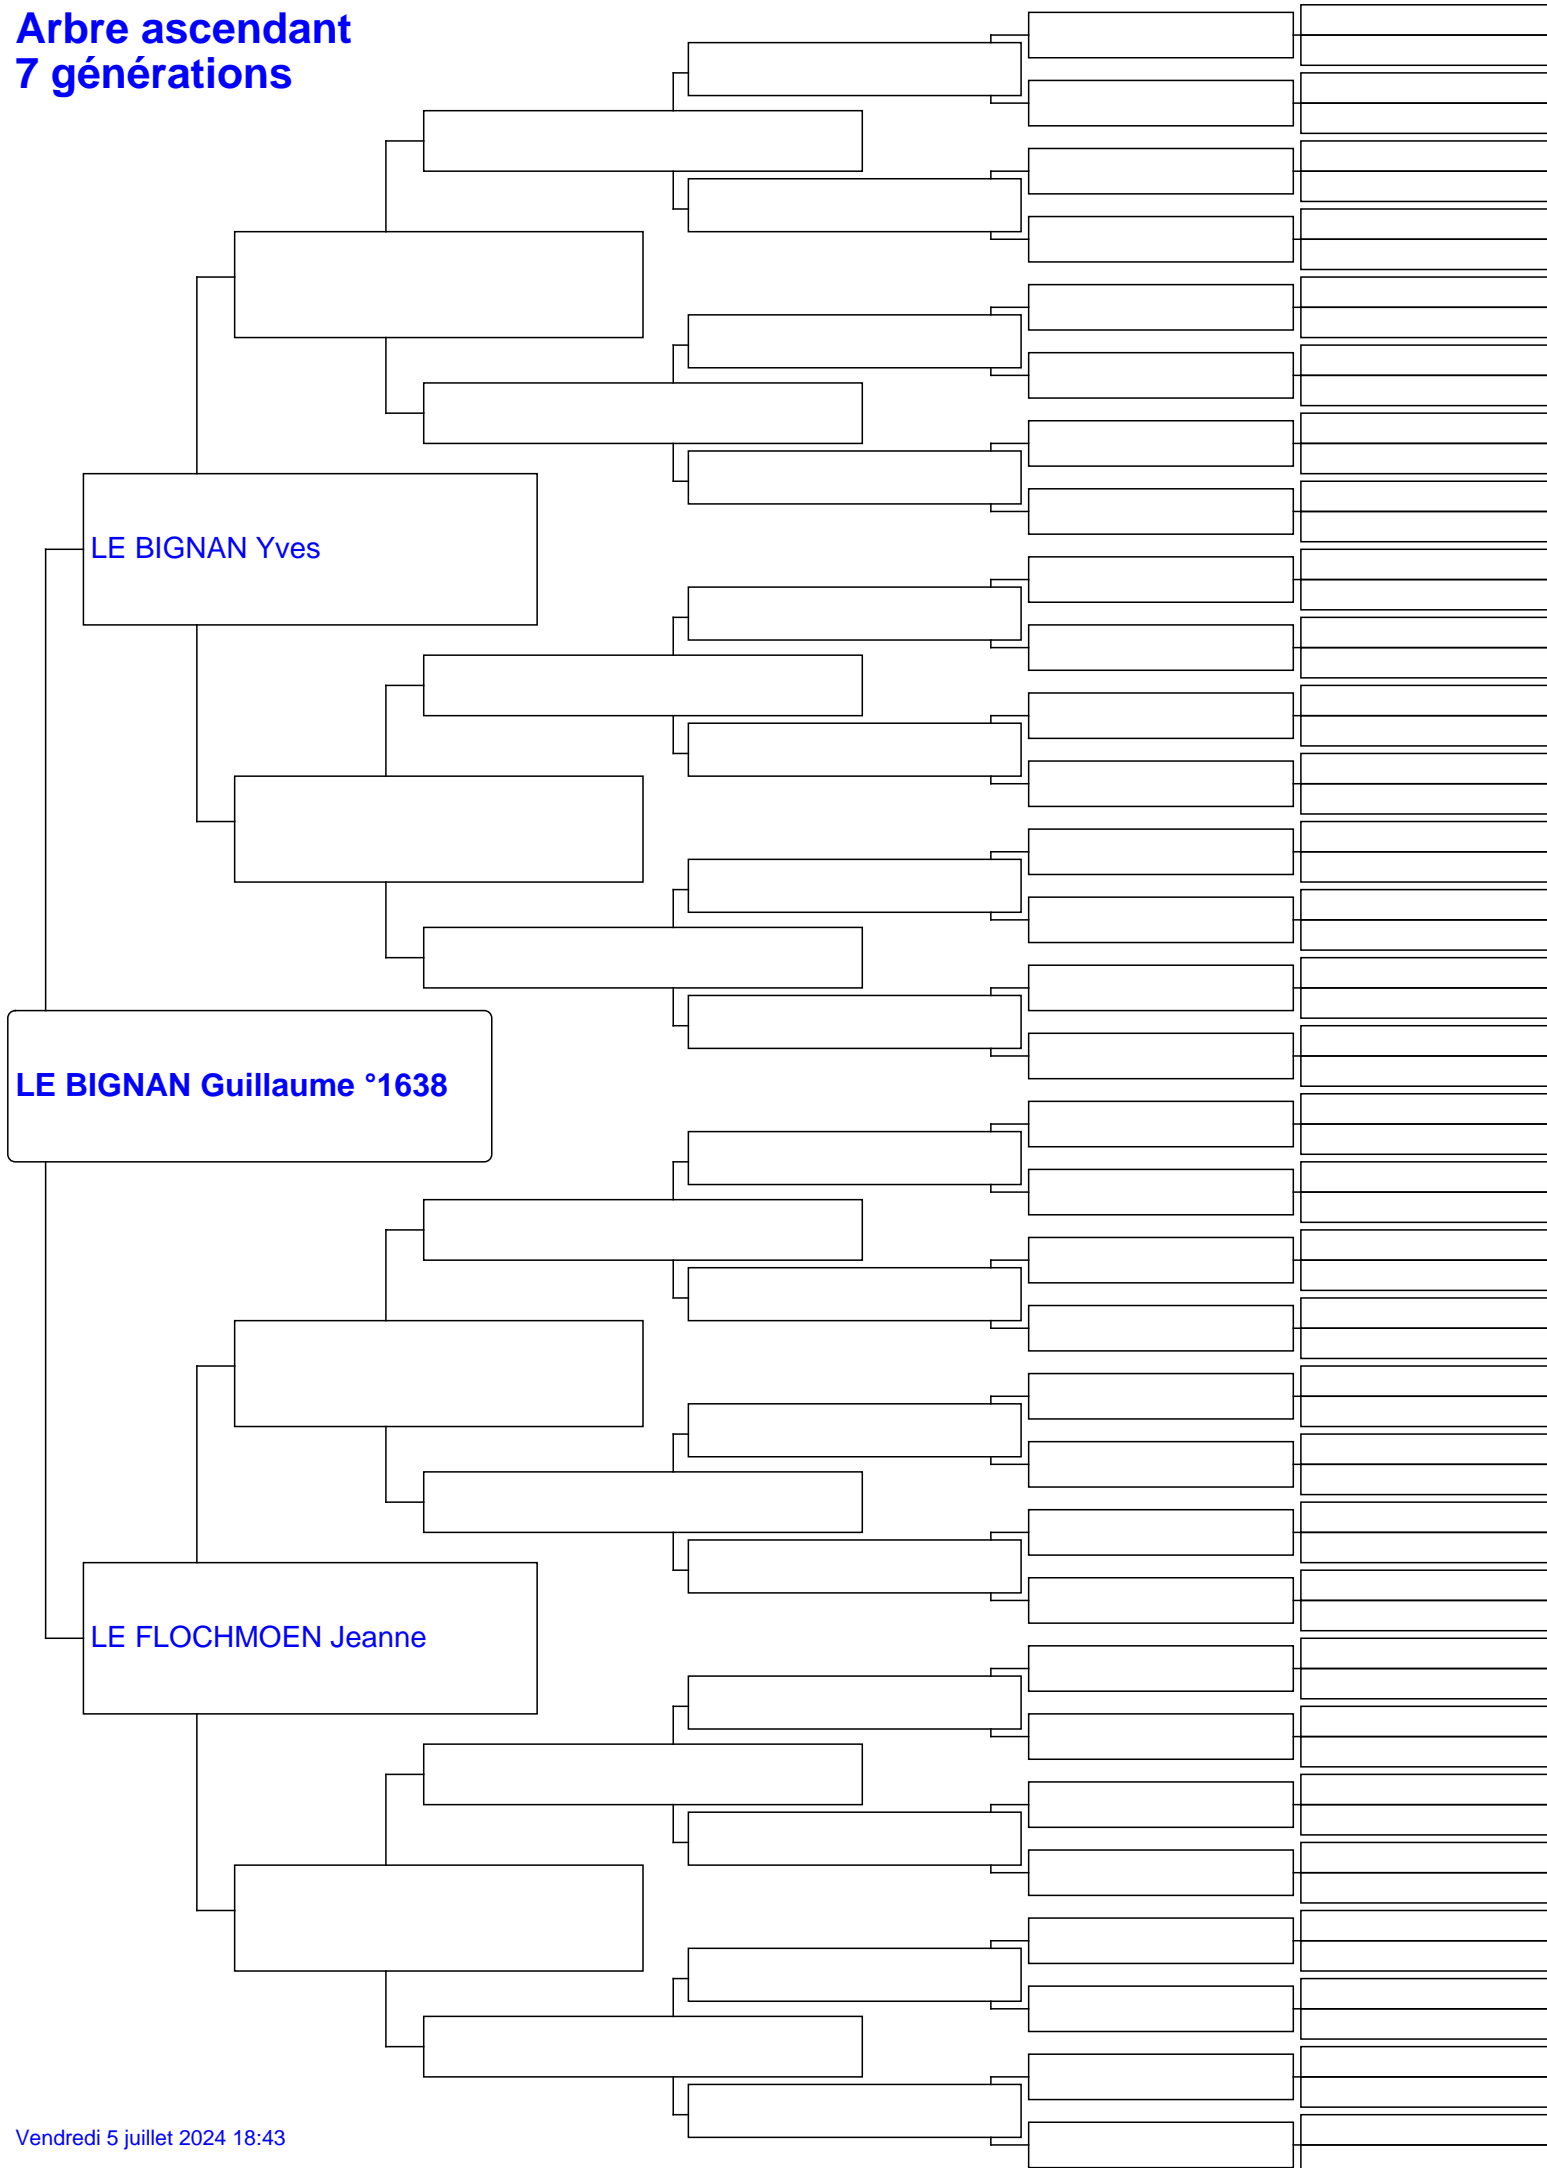 Arbre ascendant
7 générations
LE BIGNAN Yves
LE BIGNAN Guillaume °1638
LE FLOCHMOEN Jeanne
Vendredi 5 juillet 2024 18:43